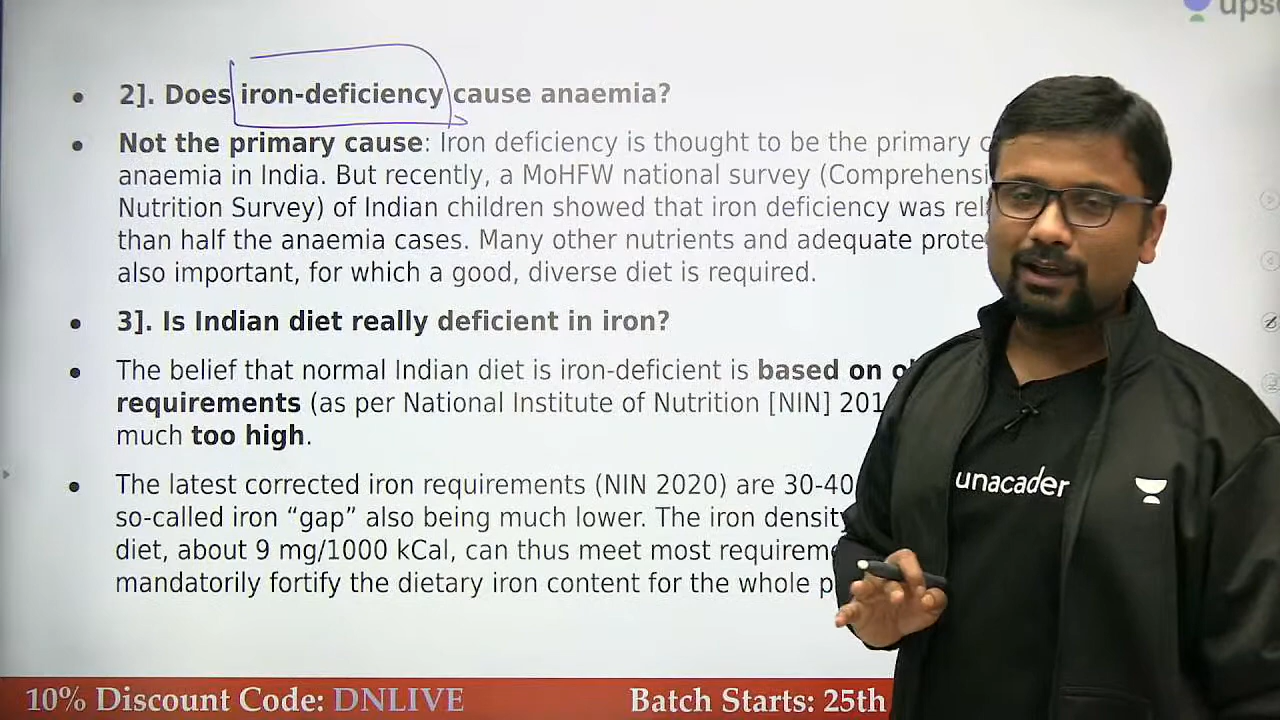 upsc
• 2]. Does iron-deficiency cause anaemia?
• Not the primary cause: Iron deficiency is thought to be the primary
anaemia in India. But recently, a MoHFW national survey
Nutrition Survey) of Indian children showed that iron deficiency was
than half the anaemia cases. Many other nutrients and adequate
also important, for which a good, diverse diet is required.
• 3]. Is Indian diet really deficient in iron?
• The belief that normal Indian diet is iron-deficient is based on
requirements (as per National Institute of Nutrition [NIN]
much too high.
• The latest corrected iron requirements (NIN 2020) are 30-40
so-called iron “gap” also being much lower. The iron density
diet, about 9 mg/1000 kCal, can thus meet most
mandatorily fortify the dietary iron content for the whole
unacader
10% Discount Code: DNLIVE
Batch Starts: 25th